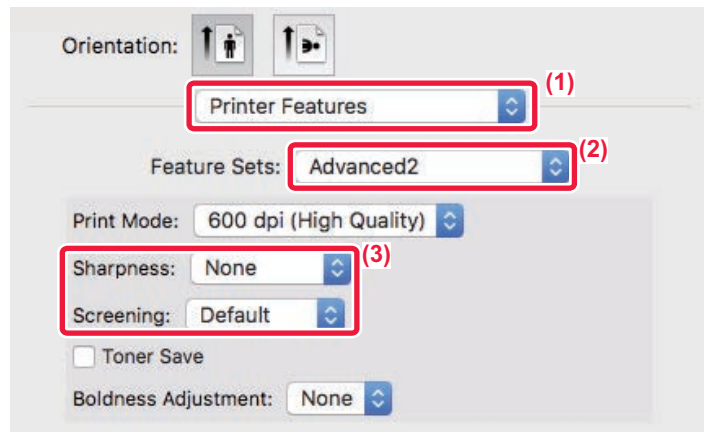 Orientation:
(1)
Printer Features
(2)
Feature Sets: Advanced2
Print Mode: 600 dpi (High Quality)
(3)
Sharpness: None
Screening: Default
Toner Save
Boldness Adjustment: None